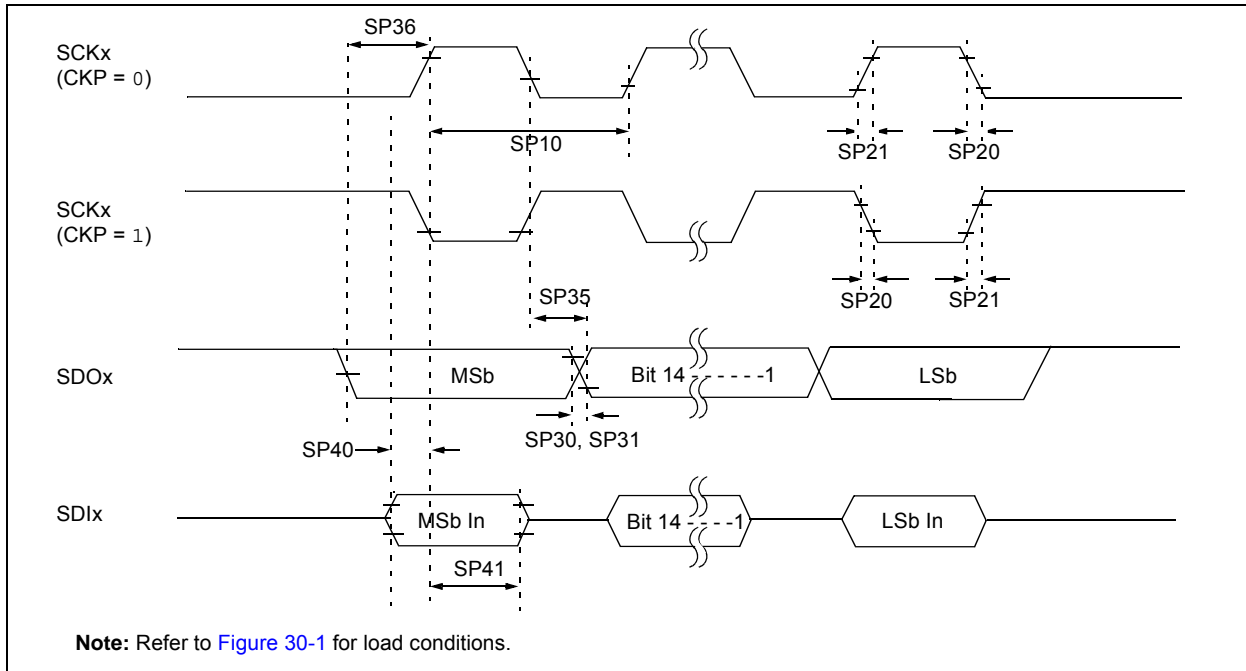 SP36
SCKx
(CKP = 0)
SP10
SP21
SP20
SCKx
(CKP = 1)
SP35
SP20
SP21
SDOx
MSb
Bit 14 - - - - - -1
LSb
SP40
SP30, SP31
SDIx
MSb In
Bit 14 - - - - -1
LSb In
SP41
Note: Refer to Figure 30-1 for load conditions.